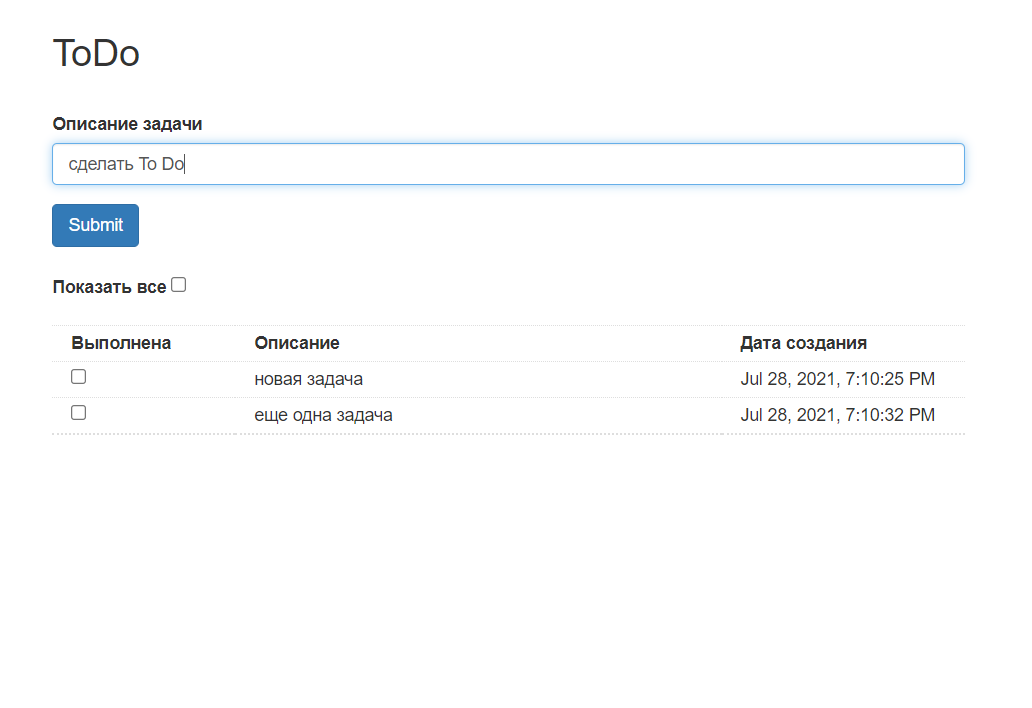 ToDo
Описание задачи
сделать To Do
Submit
Показать все
Выполнена Описание Дата создания
новая задача Jul 28, 2021, 7:10:25 PM
еще одна задача Jul 28, 2021, 7:10:32 PM